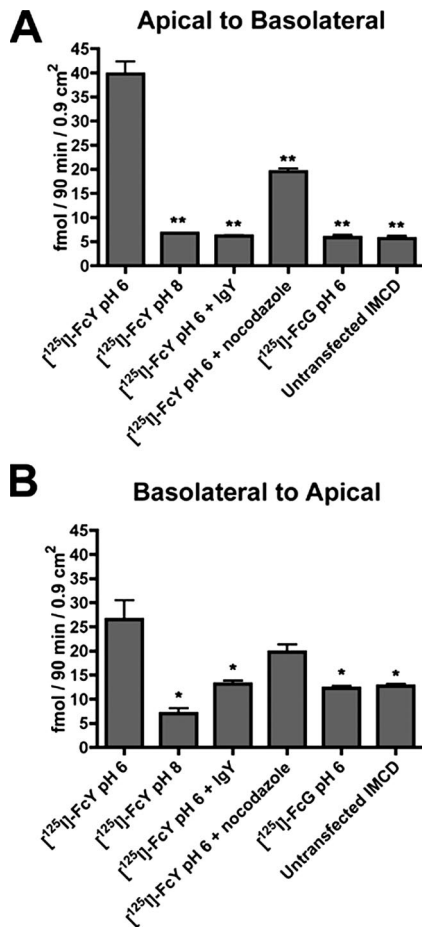 A
Apical to Basolateral
fmol / 90 min / 0.9 cm²
45
40
35
30
25
20
15
10
5
0
**
**
**
**
**
[¹²⁵I]-FcY pH 6
[¹²⁵I]-FcY pH 8
[¹²⁵I]-FcY pH 6 + IgY
[¹²⁵I]-FcY pH 6 + nocodazole
[¹²⁵I]-FcG pH 6
Untransfected IMCD
B
Basolateral to Apical
fmol / 90 min / 0.9 cm²
45
40
35
30
25
20
15
10
5
0
*
*
*
*
[¹²⁵I]-FcY pH 6
[¹²⁵I]-FcY pH 8
[¹²⁵I]-FcY pH 6 + IgY
[¹²⁵I]-FcY pH 6 + nocodazole
[¹²⁵I]-FcG pH 6
Untransfected IMCD